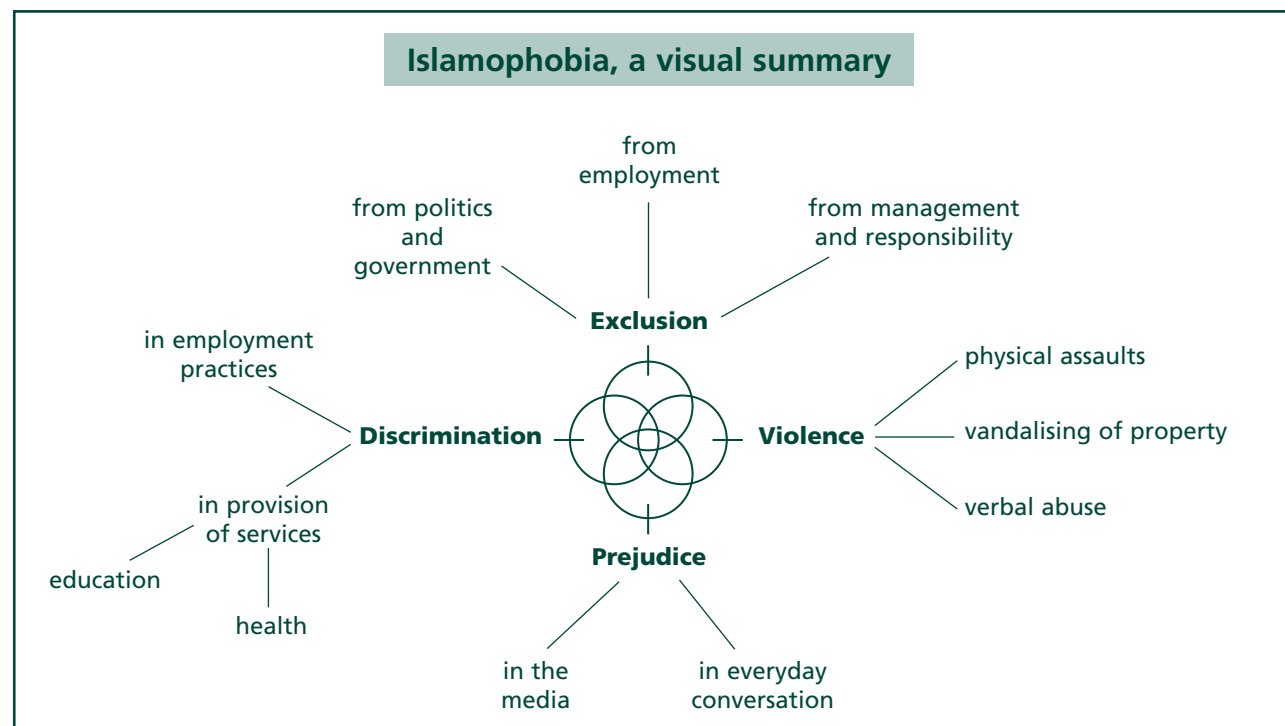 Islamophobia, a visual summary
from
employment
from politics
and
government
from management
and responsibility
Exclusion
in employment
practices
Discrimination
in provision
of services
education
health
Violence
physical assaults
vandalising of property
verbal abuse
Prejudice
in the
media
in everyday
conversation